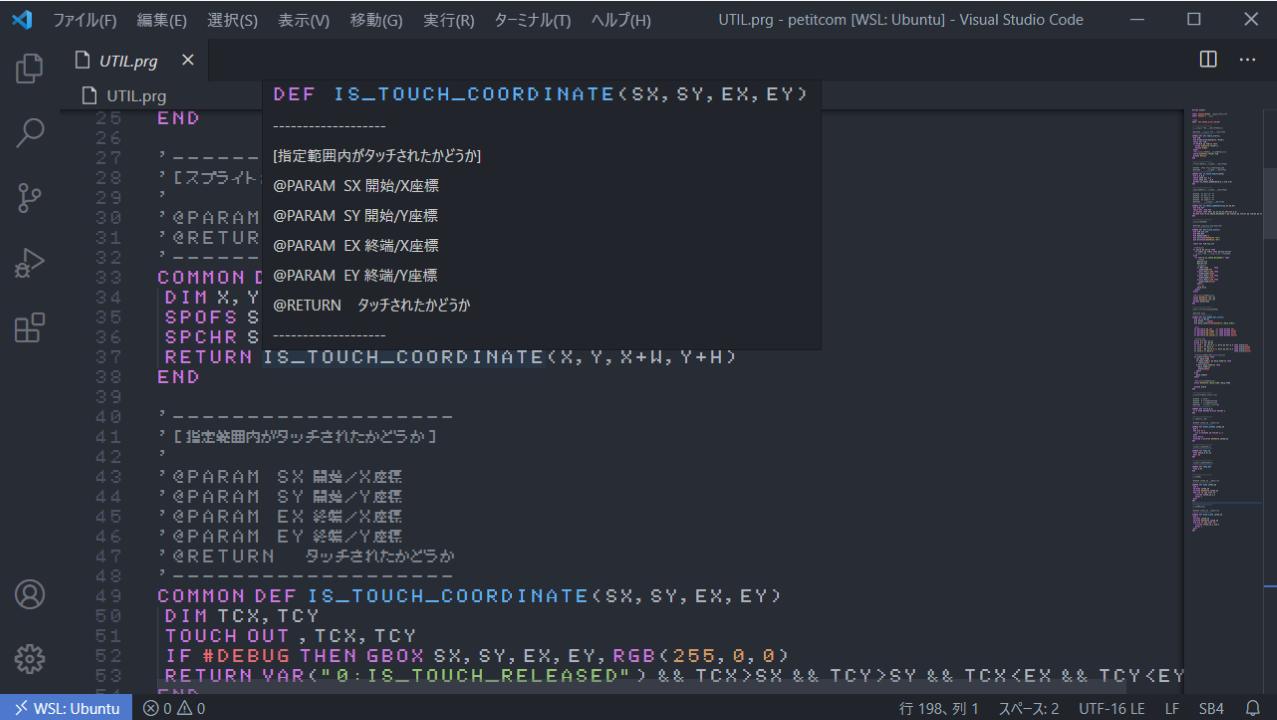 ファイル(F) 編集(E) 選択(S) 表示(V) 移動(G) 実行(R) ターミナル(T) ヘルプ(H) UTIL.prg - petitcom [WSL: Ubuntu] - Visual Studio Code
UTIL.prg
UTIL.prg
DEF IS_TOUCH_COORDINATE(SX,SY,EX,EY)
-------------------
[指定範囲内がタッチされたかどうか]
@PARAM SX 開始/X座標
@PARAM SY 開始/Y座標
@PARAM EX 終端/X座標
@PARAM EY 終端/Y座標
@RETURN タッチされたかどうか
-------------------
25 END
26
27 '------
28 '[スプライト
29 '
30 '@PARAM
31 '@RETUR
32 '------
33 COMMON D
34 DIM X,Y
35 SPOFS S
36 SPCHR S
37 RETURN IS_TOUCH_COORDINATE(X,Y,X+W,Y+H)
38 END
39
40 '-------------------
41 '[指定範囲内がタッチされたかどうか]
42 '
43 '@PARAM SX 開始/X座標
44 '@PARAM SY 開始/Y座標
45 '@PARAM EX 終端/X座標
46 '@PARAM EY 終端/Y座標
47 '@RETURN タッチされたかどうか
48 '-------------------
49 COMMON DEF IS_TOUCH_COORDINATE(SX,SY,EX,EY)
50 DIM TCX,TCY
51 TOUCH OUT ,TCX,TCY
52 IF #DEBUG THEN GBOX SX,SY,EX,EY,RGB(255,0,0)
53 RETURN VAR("0:IS_TOUCH_RELEASED") && TCX>SX && TCY>SY && TCX<EX && TCY<EY
54 END
WSL: Ubuntu 0 0 行 198、列 1 スペース: 2 UTF-16 LE LF SB4